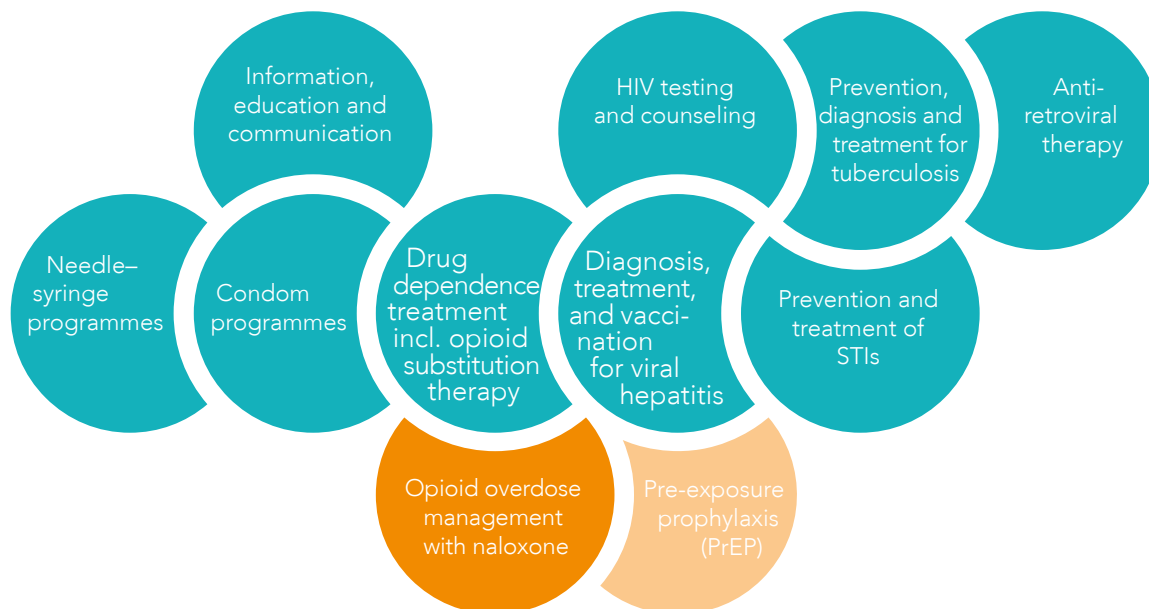 Information,
education and
communication
HIV testing
and counseling
Prevention,
diagnosis and
treatment for
tuberculosis
Anti-
retroviral
therapy
Needle–
syringe
programmes
Condom
programmes
Drug
dependence
treatment
incl. opioid
substitution
therapy
Diagnosis,
treatment,
and vacci-
nation
for viral
hepatitis
Prevention and
treatment of
STIs
Opioid overdose
management
with naloxone
Pre-exposure
prophylaxis
(PrEP)